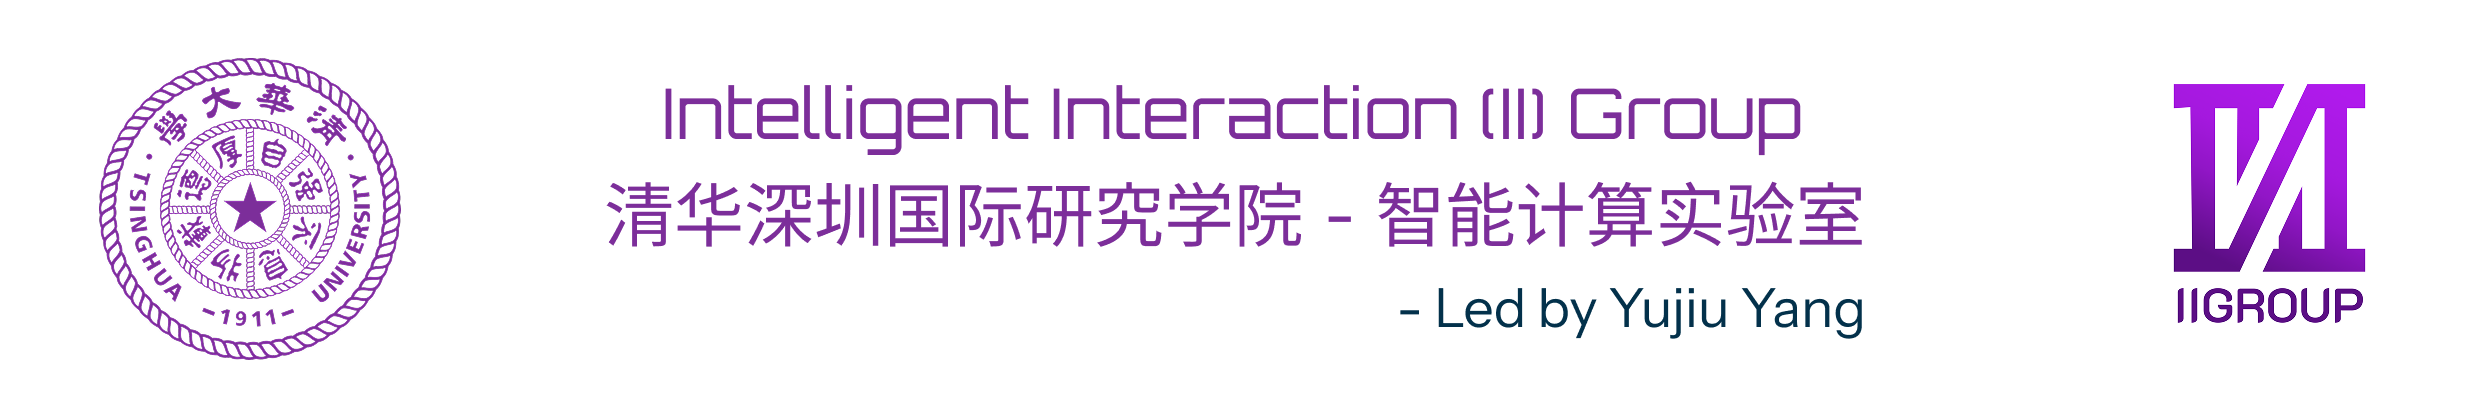 清華大學
TSINGHUA UNIVERSITY
-1911-
自强不息
厚德載物
Intelligent Interaction (II) Group
清华深圳国际研究学院 - 智能计算实验室
- Led by Yujiu Yang
IIGROUP